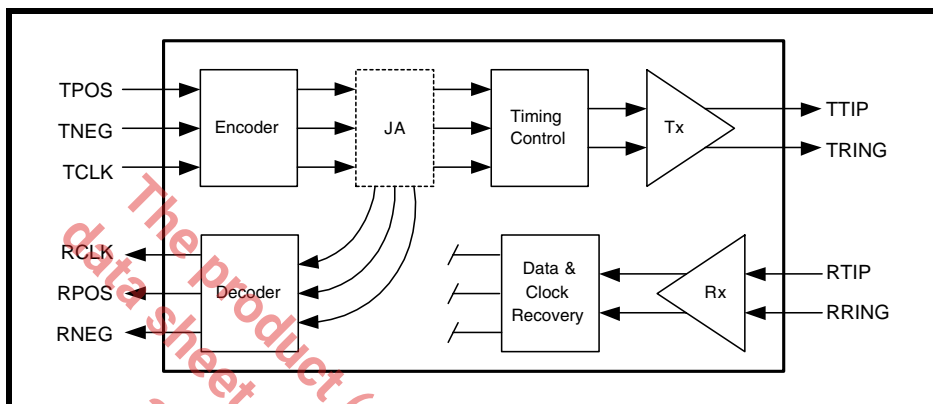 TPOS
TNEG
TCLK
Encoder
JA
Timing
Control
Tx
TTIP
TRING
RCLK
RPOS
RNEG
Decoder
Data &
Clock
Recovery
Rx
RTIP
RRING
The product (
data sheet